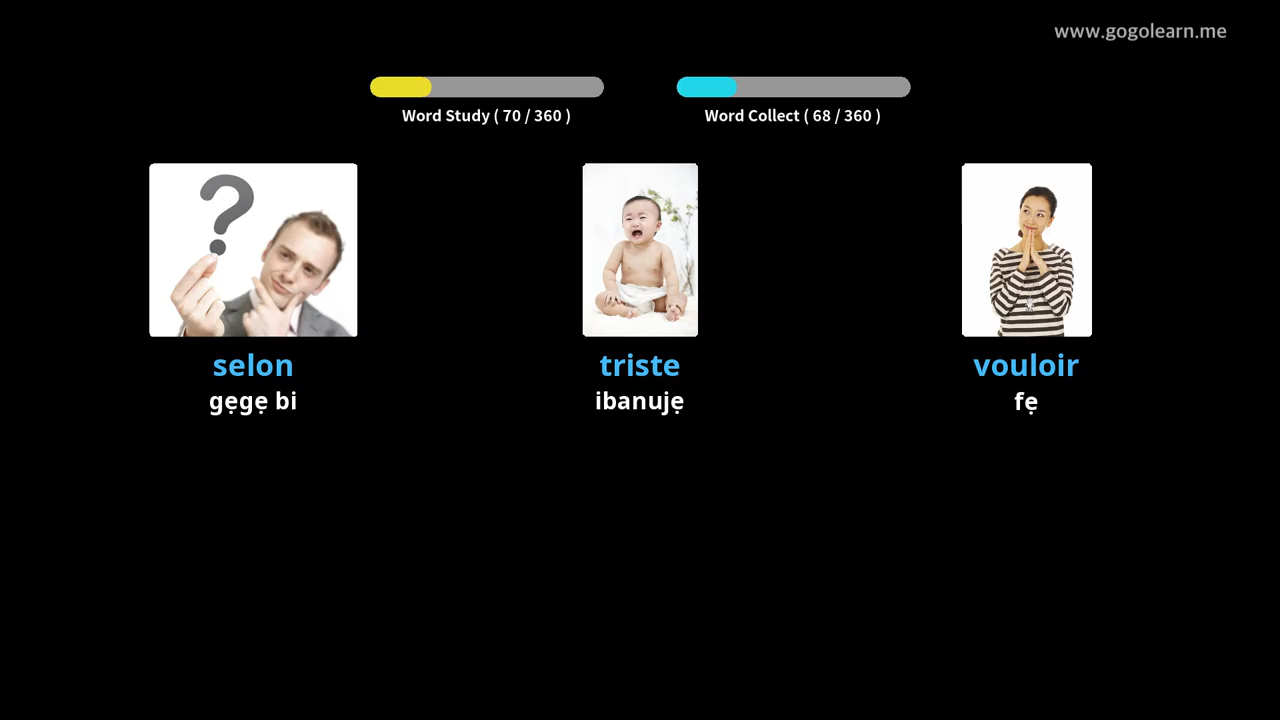 www.gogolearn.me
Word Study ( 70 / 360 )
Word Collect ( 68 / 360 )
selon
gẹgẹ bi
triste
ibanujẹ
vouloir
fẹ